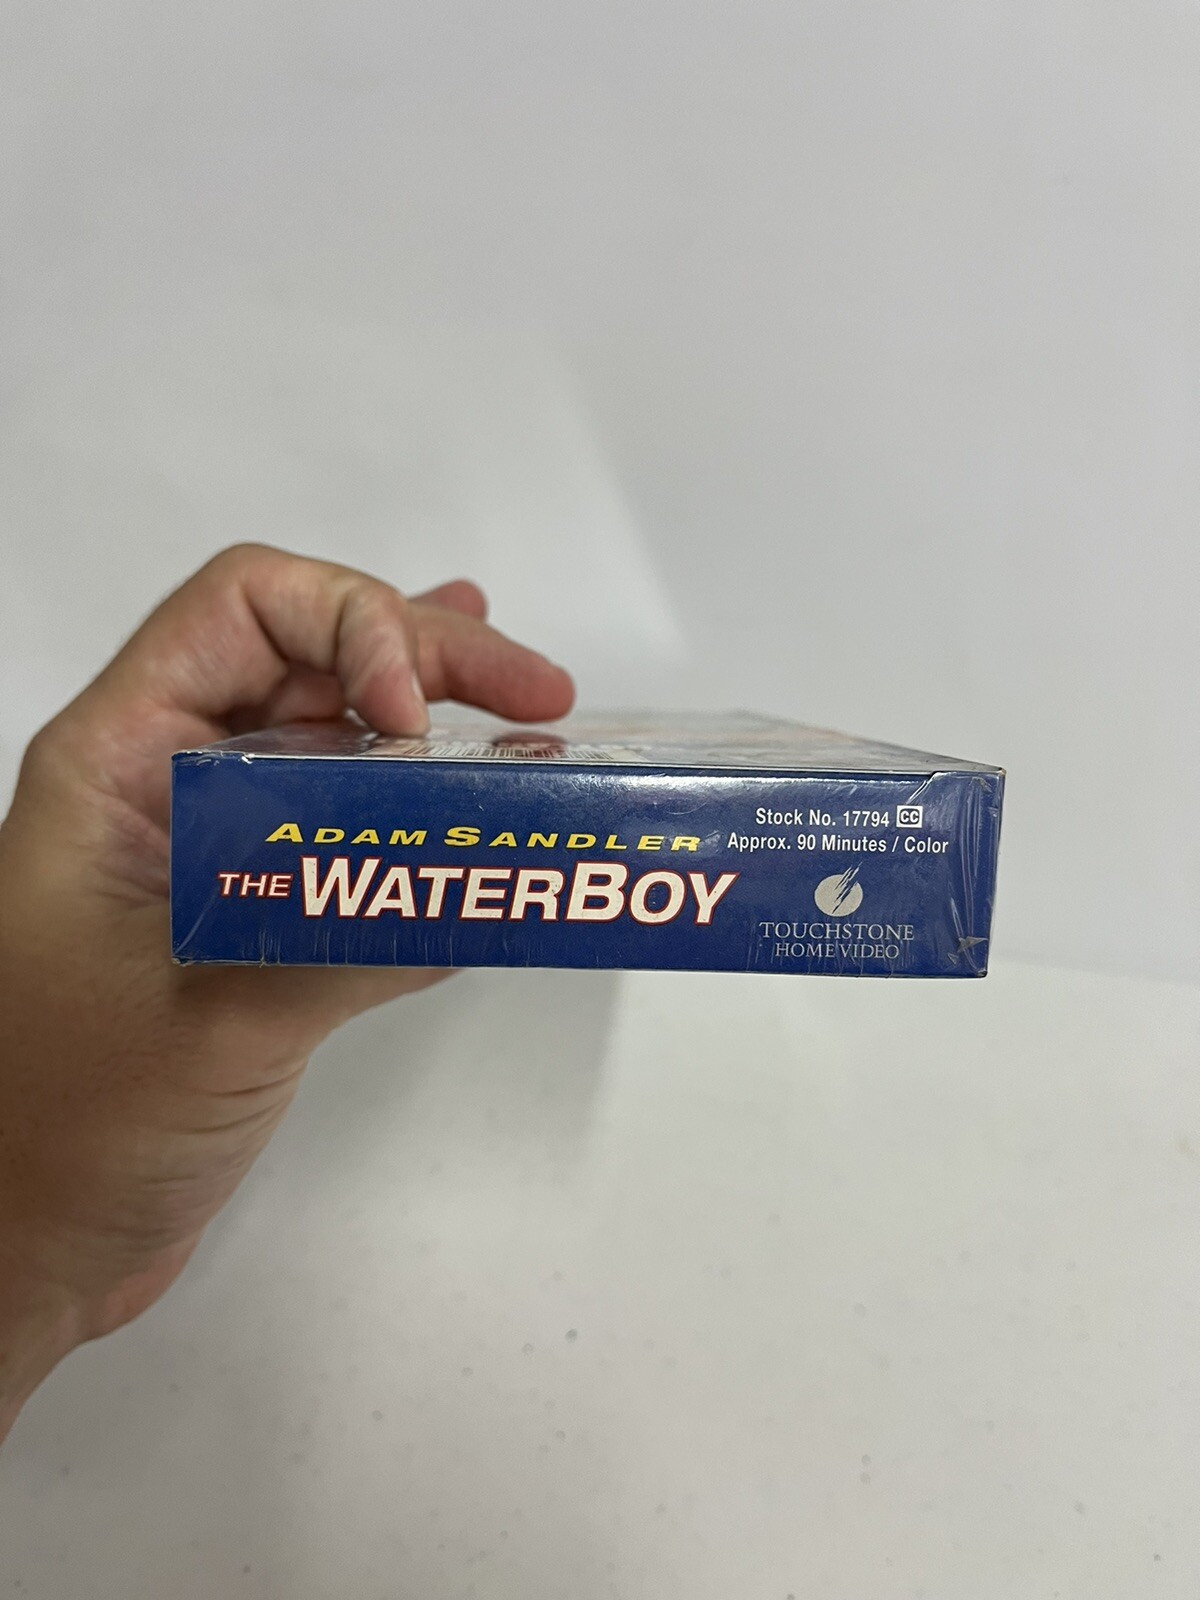 ADAM SANDLER
THE WATERBOY
Stock No. 17794 CC
Approx. 90 Minutes / Color
TOUCHSTONE
HOME VIDEO